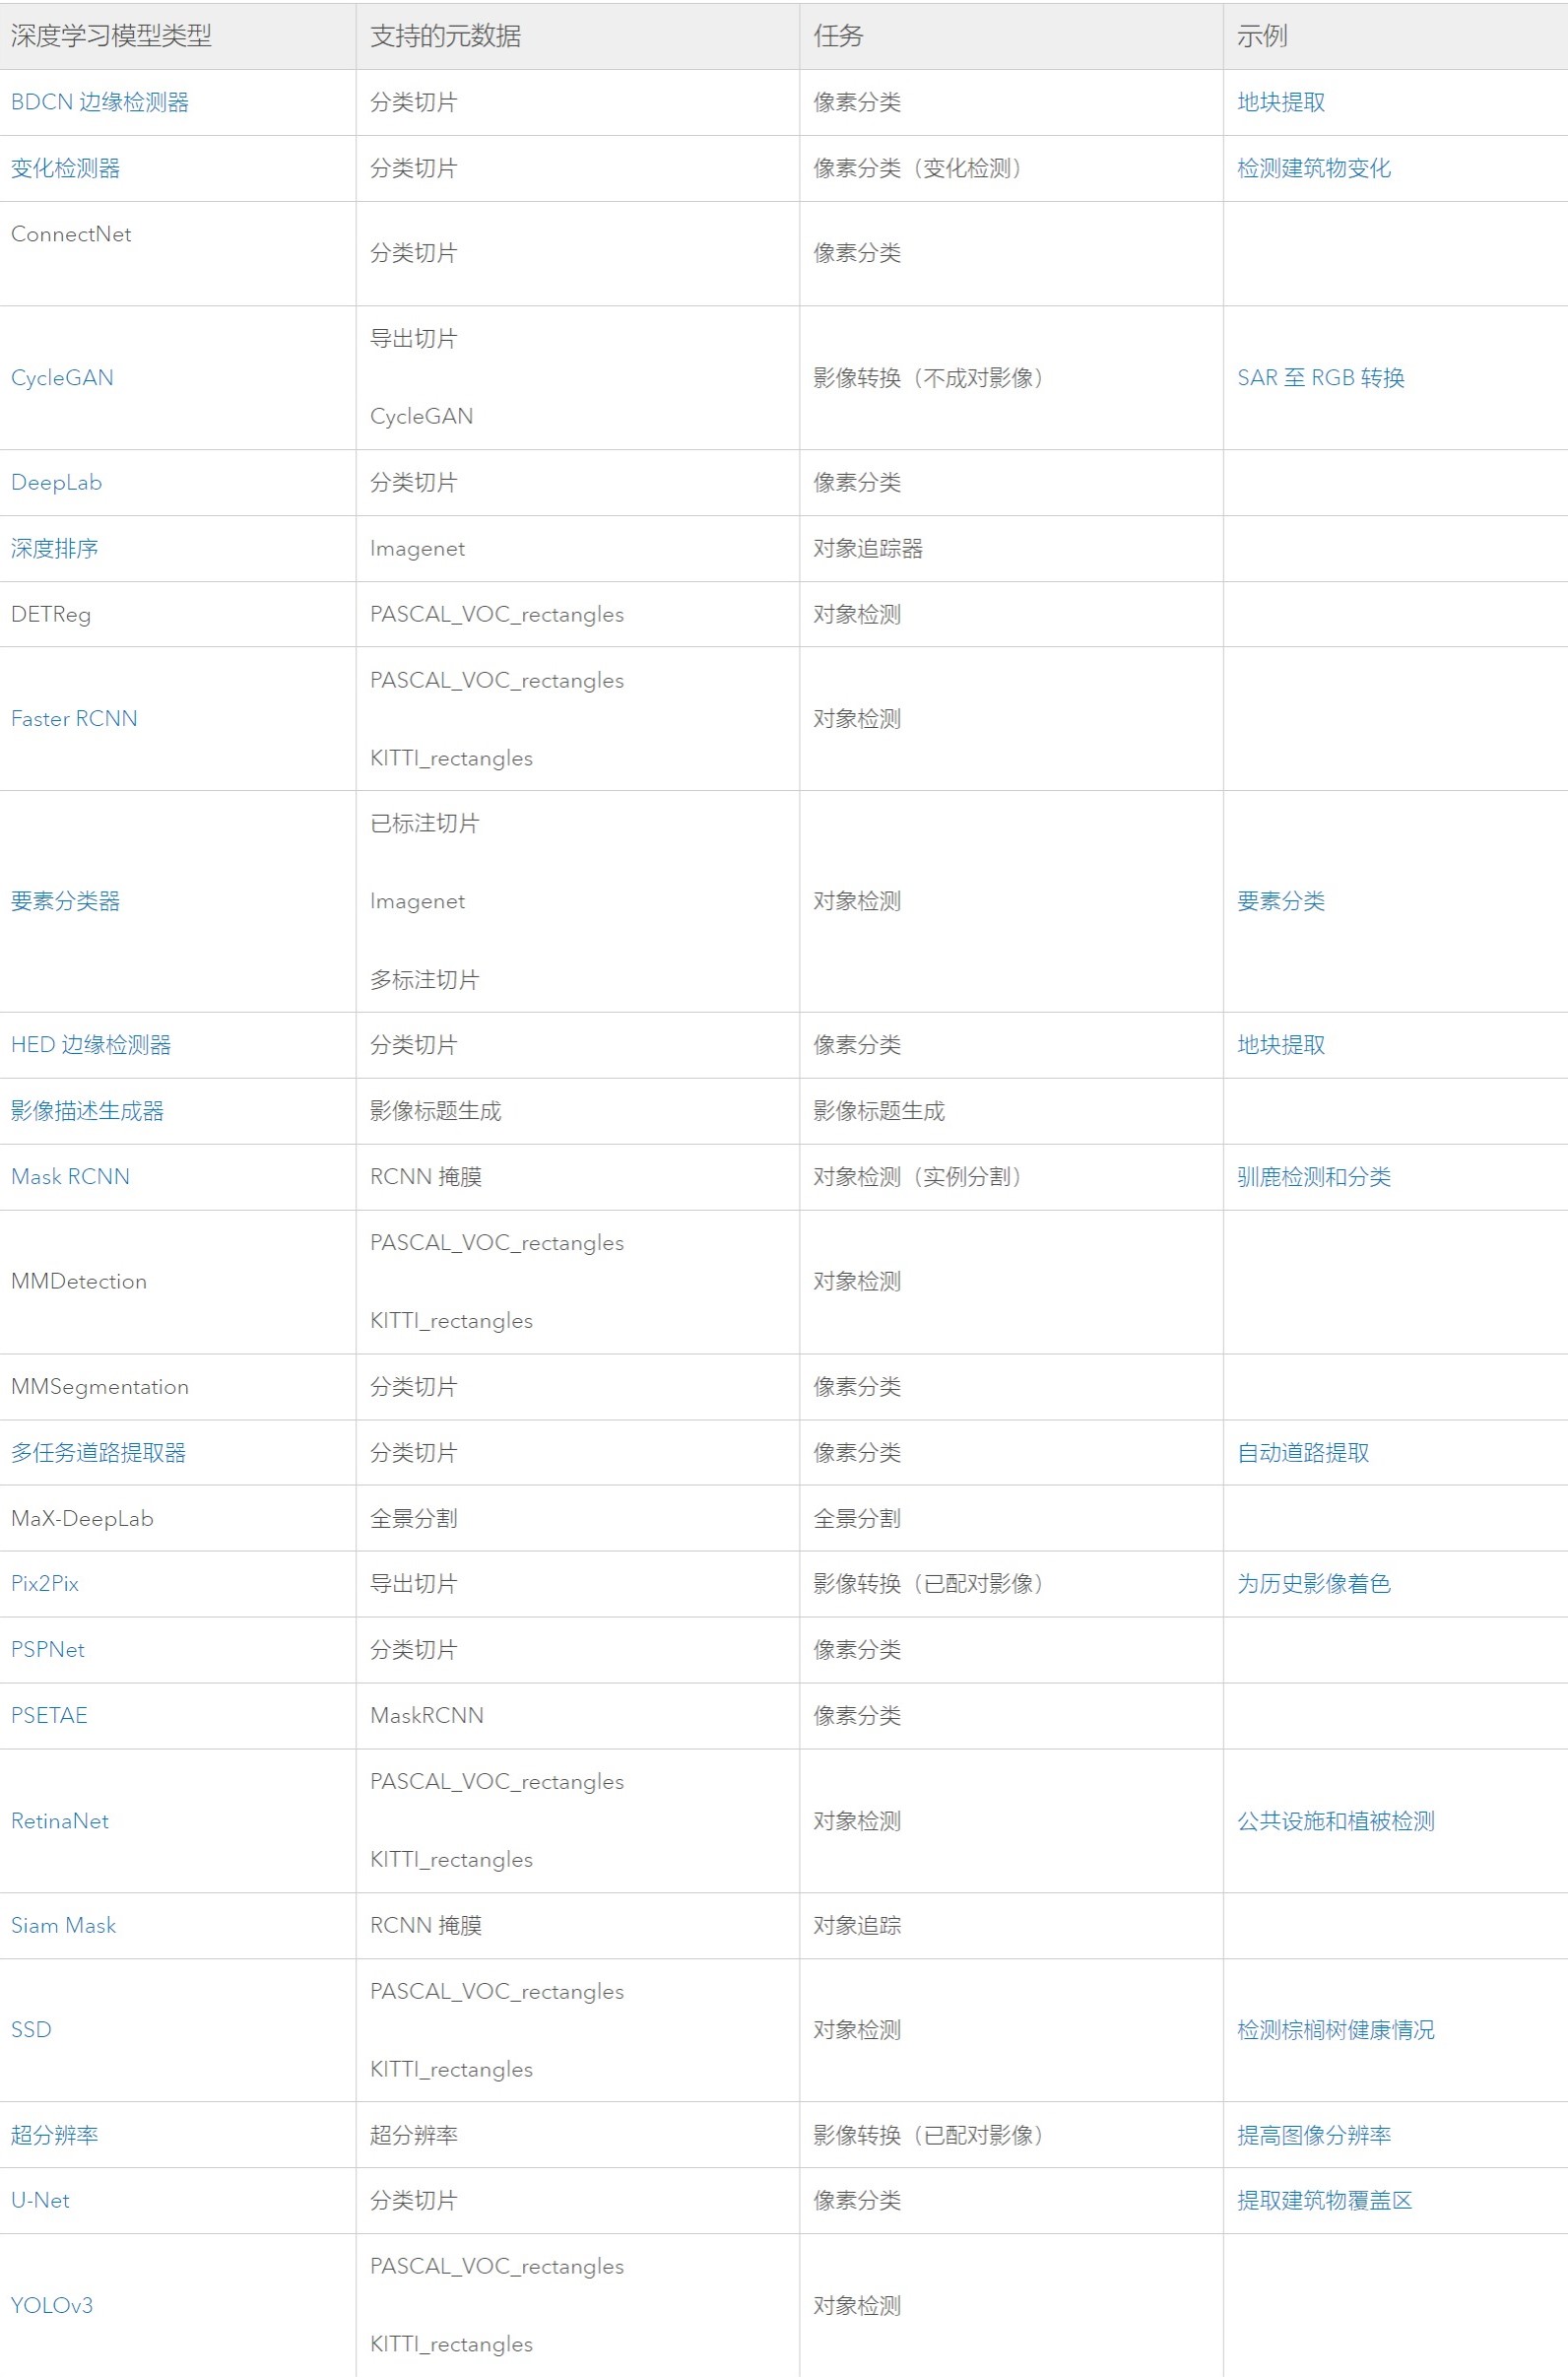 深度学习模型类型 支持的元数据 任务 示例
BDCN 边缘检测器 分类切片 像素分类 地块提取
变化检测器 分类切片 像素分类（变化检测） 检测建筑物变化
ConnectNet 分类切片 像素分类
导出切片
CycleGAN 影像转换（不成对影像） SAR 至 RGB 转换
CycleGAN
DeepLab 分类切片 像素分类
深度排序 Imagenet 对象追踪器
DETReg PASCAL_VOC_rectangles 对象检测
PASCAL_VOC_rectangles
Faster RCNN 对象检测
KITTI_rectangles
已标注切片
要素分类器 Imagenet 对象检测 要素分类
多标注切片
HED 边缘检测器 分类切片 像素分类 地块提取
影像描述生成器 影像标题生成 影像标题生成
Mask RCNN RCNN 掩膜 对象检测（实例分割） 驯鹿检测和分类
PASCAL_VOC_rectangles
MMDetection 对象检测
KITTI_rectangles
MMSegmentation 分类切片 像素分类
多任务道路提取器 分类切片 像素分类 自动道路提取
MaX-DeepLab 全景分割 全景分割
Pix2Pix 导出切片 影像转换（已配对影像） 为历史影像着色
PSPNet 分类切片 像素分类
PSETAE MaskRCNN 像素分类
PASCAL_VOC_rectangles
RetinaNet 对象检测 公共设施和植被检测
KITTI_rectangles
Siam Mask RCNN 掩膜 对象追踪
PASCAL_VOC_rectangles
SSD 对象检测 检测棕榈树健康情况
KITTI_rectangles
超分辨率 超分辨率 影像转换（已配对影像） 提高图像分辨率
U-Net 分类切片 像素分类 提取建筑物覆盖区
PASCAL_VOC_rectangles
YOLOv3 对象检测
KITTI_rectangles